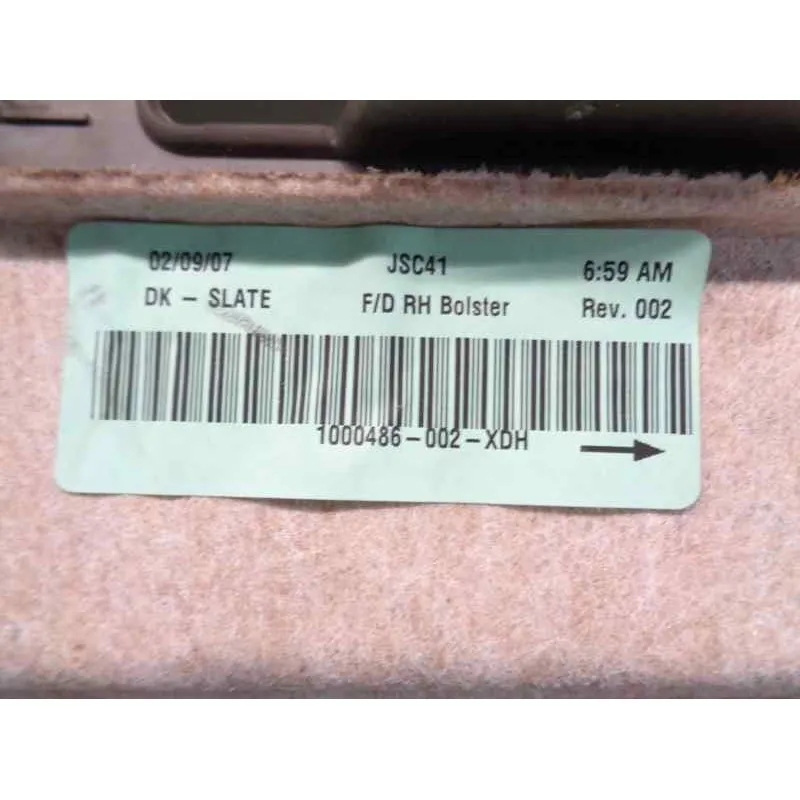 02/09/07 JSC41 6:59 AM
DK - SLATE F/D RH Bolster Rev. 002
1000486-002-XDH